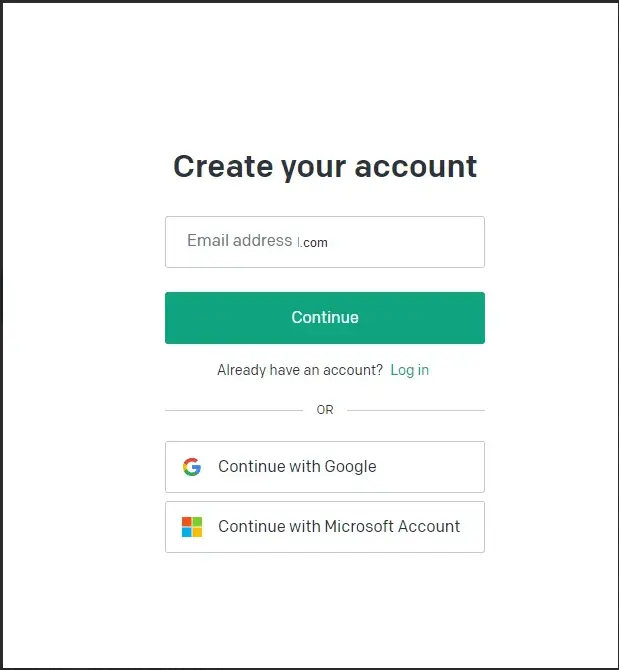 Create your account
Email address l.com
Continue
Already have an account? Log in
OR
Continue with Google
Continue with Microsoft Account